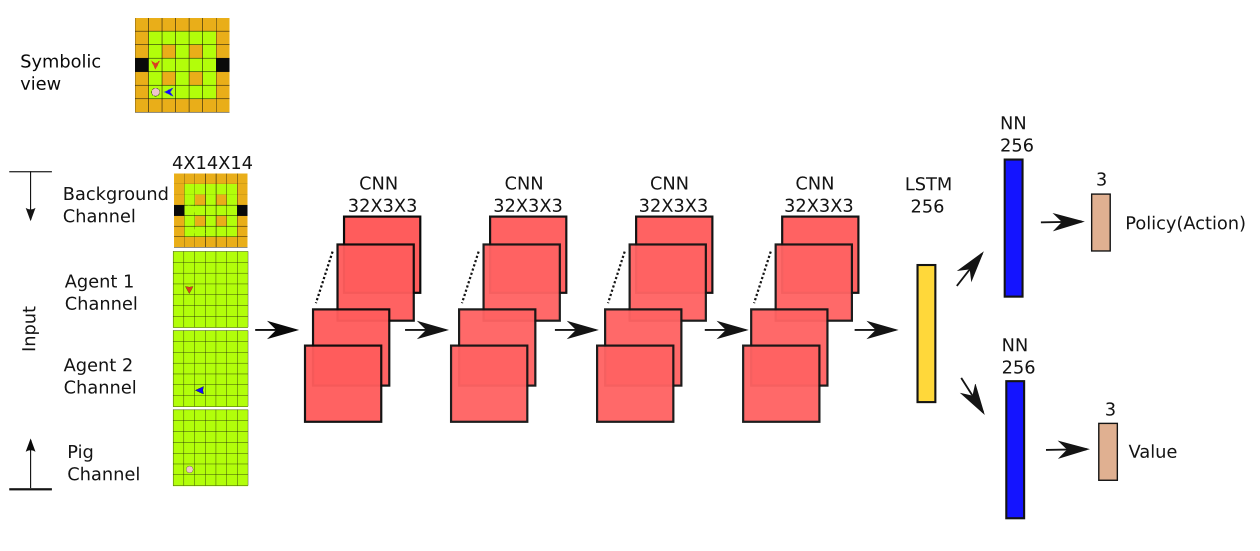 Symbolic
view
4X14X14
Background
Channel
Agent 1
Channel
Input
Agent 2
Channel
Pig
Channel
CNN
32X3X3
CNN
32X3X3
CNN
32X3X3
CNN
32X3X3
LSTM
256
NN
256
3
Policy(Action)
NN
256
3
Value